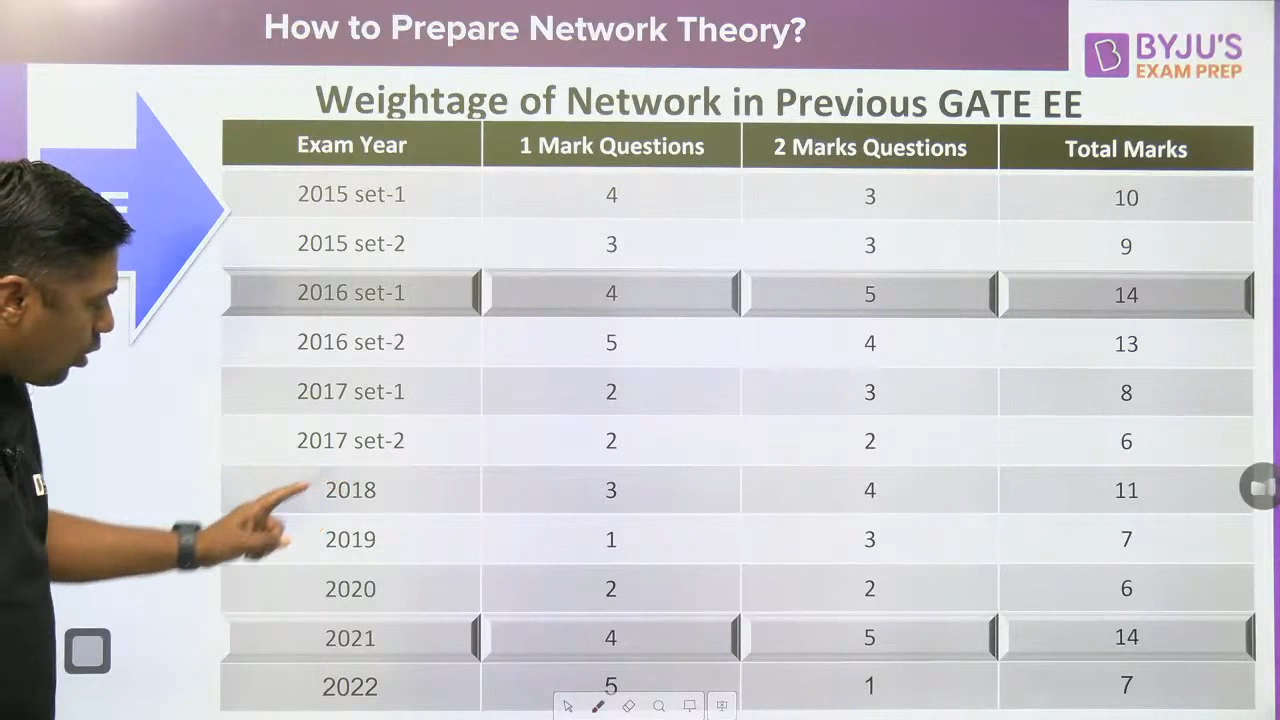 How to Prepare Network Theory?
BYJU'S
EXAM PREP
Weightage of Network in Previous GATE EE
Exam Year 1 Mark Questions 2 Marks Questions Total Marks
2015 set-1 4 3 10
2015 set-2 3 3 9
2016 set-1 4 5 14
2016 set-2 5 4 13
2017 set-1 2 3 8
2017 set-2 2 2 6
2018 3 4 11
2019 1 3 7
2020 2 2 6
2021 4 5 14
2022 5 1 7